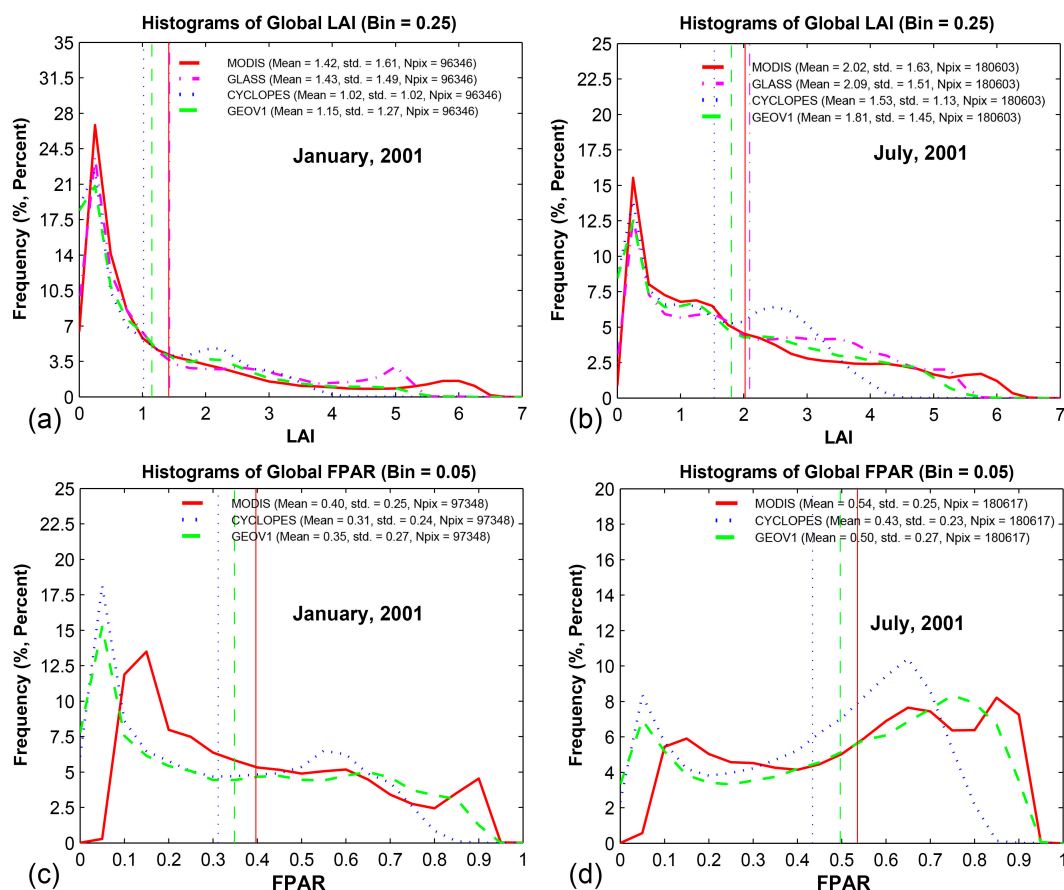 Histograms of Global LAI (Bin = 0.25)
35
31.5
28
24.5
21
17.5
14
10.5
7
3.5
0
Frequency (%, Percent)
MODIS (Mean = 1.42, std. = 1.61, Npix = 96346)
GLASS (Mean = 1.43, std. = 1.49, Npix = 96346)
CYCLOPES (Mean = 1.02, std. = 1.02, Npix = 96346)
GEOV1 (Mean = 1.15, std. = 1.27, Npix = 96346)
January, 2001
0 1 2 3 4 5 6 7
LAI
(a)
Histograms of Global LAI (Bin = 0.25)
25
22.5
20
17.5
15
12.5
10
7.5
5
2.5
0
Frequency (%, Percent)
MODIS (Mean = 2.02, std. = 1.63, Npix = 180603)
GLASS (Mean = 2.09, std. = 1.51, Npix = 180603)
CYCLOPES (Mean = 1.53, std. = 1.13, Npix = 180603)
GEOV1 (Mean = 1.81, std. = 1.45, Npix = 180603)
July, 2001
0 1 2 3 4 5 6 7
LAI
(b)
Histograms of Global FPAR (Bin = 0.05)
25
22.5
20
17.5
15
12.5
10
7.5
5
2.5
0
Frequency (%, Percent)
MODIS (Mean = 0.40, std. = 0.25, Npix = 97348)
CYCLOPES (Mean = 0.31, std. = 0.24, Npix = 97348)
GEOV1 (Mean = 0.35, std. = 0.27, Npix = 97348)
January, 2001
0 0.1 0.2 0.3 0.4 0.5 0.6 0.7 0.8 0.9 1
FPAR
(c)
Histograms of Global FPAR (Bin = 0.05)
20
18
16
14
12
10
8
6
4
2
0
Frequency (%, Percent)
MODIS (Mean = 0.54, std. = 0.25, Npix = 180617)
CYCLOPES (Mean = 0.43, std. = 0.23, Npix = 180617)
GEOV1 (Mean = 0.50, std. = 0.27, Npix = 180617)
July, 2001
0 0.1 0.2 0.3 0.4 0.5 0.6 0.7 0.8 0.9 1
FPAR
(d)